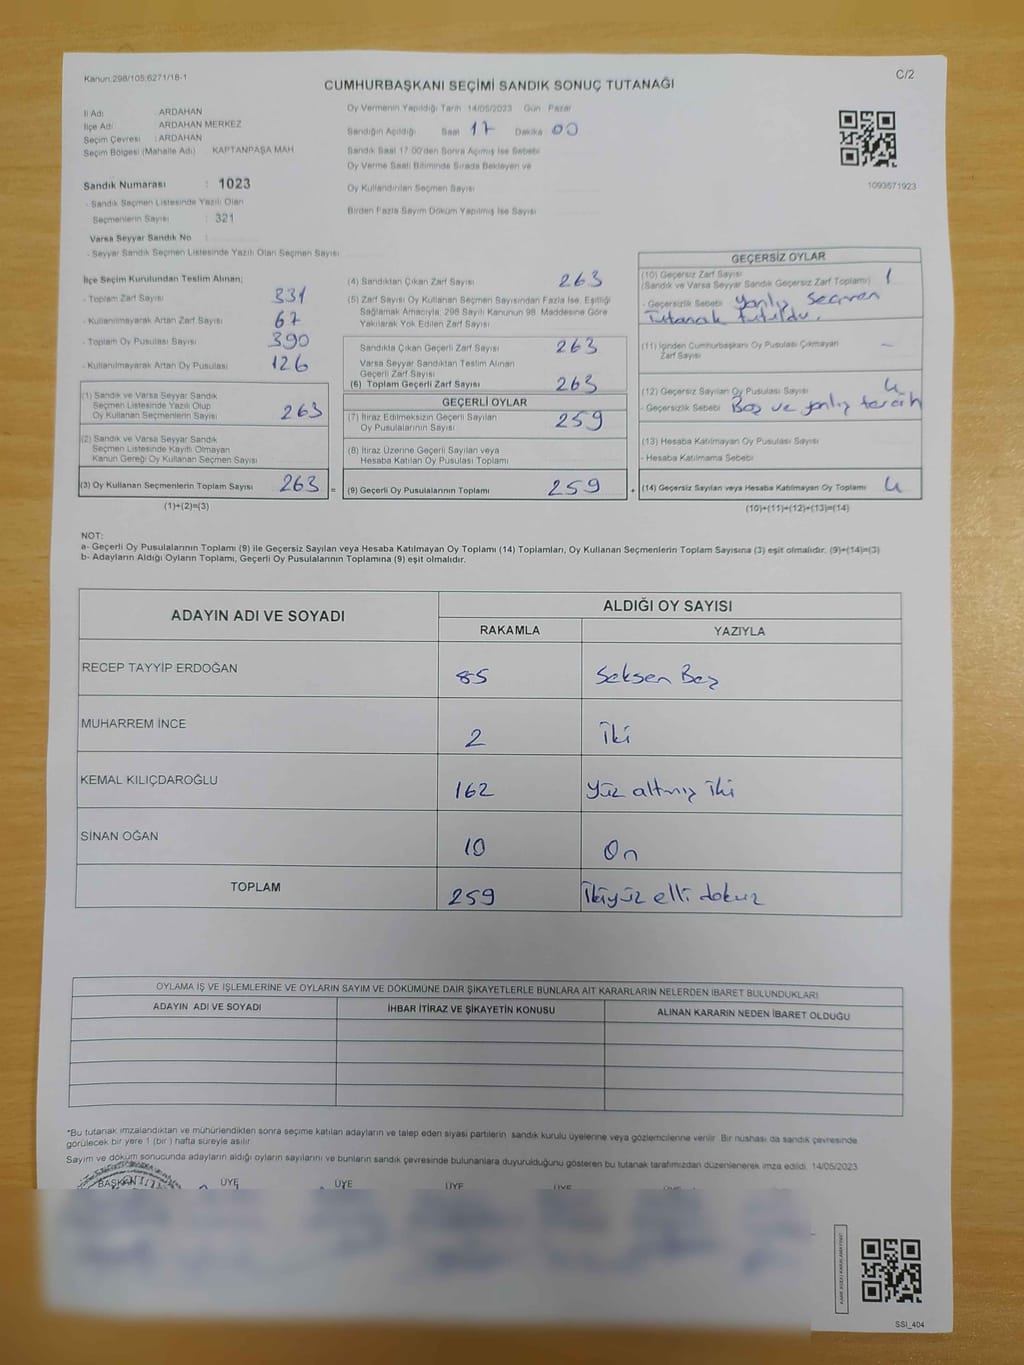 Kanun:298/105;6271/18-1
C/2
CUMHURBAŞKANI SEÇİMİ SANDIK SONUÇ TUTANAĞI
İl Adı : ARDAHAN
İlçe Adı : ARDAHAN MERKEZ
Seçim Çevresi : ARDAHAN
Seçim Bölgesi (Mahalle Adı) KAPTANPAŞA MAH
Sandık Numarası : 1023
- Sandık Seçmen Listesinde Yazılı Olan
Seçmenlerin Sayısı : 321
Varsa Seyyar Sandık No :
- Seyyar Sandık Seçmen Listesinde Yazılı Olan Seçmen Sayısı
Oy Vermenin Yapıldığı Tarih 14/05/2023 Gün Pazar
Sandığın Açıldığı Saat 17 Dakika 00
Sandık Saat 17:00'den Sonra Açılmış İse Sebebi
Oy Verme Saati Bitiminde Sırada Bekleyen ve
Oy Kullandırılan Seçmen Sayısı
Birden Fazla Sayım Döküm Yapılmış İse Sayısı
1093571923
İlçe Seçim Kurulundan Teslim Alınan;
- Toplam Zarf Sayısı 331
- Kullanılmayarak Artan Zarf Sayısı 67
- Toplam Oy Pusulası Sayısı 390
- Kullanılmayarak Artan Oy Pusulası 126
(1) Sandık ve Varsa Seyyar Sandık
Seçmen Listesinde Yazılı Olup
Oy Kullanan Seçmenlerin Sayısı 263
(2) Sandık ve Varsa Seyyar Sandık
Seçmen Listesinde Kayıtlı Olmayan
Kanun Gereği Oy Kullanan Seçmen Sayısı
(3) Oy Kullanan Seçmenlerin Toplam Sayısı 263 =
(1)+(2)=(3)
(4) Sandıktan Çıkan Zarf Sayısı 263
(5) Zarf Sayısı Oy Kullanan Seçmen Sayısından Fazla İse, Eşitliği
Sağlamak Amacıyla, 298 Sayılı Kanunun 98. Maddesine Göre
Yakılarak Yok Edilen Zarf Sayısı
Sandıkta Çıkan Geçerli Zarf Sayısı 263
Varsa Seyyar Sandıktan Teslim Alınan
Geçerli Zarf Sayısı
(6) Toplam Geçerli Zarf Sayısı 263
GEÇERLİ OYLAR
(7) İtiraz Edilmeksizin Geçerli Sayılan
Oy Pusulalarının Sayısı 259
(8) İtiraz Üzerine Geçerli Sayılan veya
Hesaba Katılan Oy Pusulası Toplamı
(9) Geçerli Oy Pusulalarının Toplamı 259 +
GEÇERSİZ OYLAR
(10) Geçersiz Zarf Sayısı
(Sandık ve Varsa Seyyar Sandık Geçersiz Zarf Toplamı) 1
- Geçersizlik Sebebi yanlış seçmen
Tutanak tutuldu.
(11) İçinden Cumhurbaşkanı Oy Pusulası Çıkmayan
Zarf Sayısı -
(12) Geçersiz Sayılan Oy Pusulası Sayısı 4
- Geçersizlik Sebebi Boş ve yanlış tercih
(13) Hesaba Katılmayan Oy Pusulası Sayısı
- Hesaba Katılmama Sebebi
(14) Geçersiz Sayılan veya Hesaba Katılmayan Oy Toplamı 4
(10)+(11)+(12)+(13)=(14)
NOT:
a- Geçerli Oy Pusulalarının Toplamı (9) ile Geçersiz Sayılan veya Hesaba Katılmayan Oy Toplamı (14) Toplamları, Oy Kullanan Seçmenlerin Toplam Sayısına (3) eşit olmalıdır. (9)+(14)=(3)
b- Adayların Aldığı Oyların Toplamı, Geçerli Oy Pusulalarının Toplamına (9) eşit olmalıdır.
ADAYIN ADI VE SOYADI
ALDIĞI OY SAYISI
RAKAMLA YAZIYLA
RECEP TAYYİP ERDOĞAN 85 Seksen Beş
MUHARREM İNCE 2 İki
KEMAL KILIÇDAROĞLU 162 Yüz altmış iki
SİNAN OĞAN 10 On
TOPLAM 259 İkiyüz elli dokuz
OYLAMA İŞ VE İŞLEMLERİNE VE OYLARIN SAYIM VE DÖKÜMÜNE DAİR ŞİKAYETLERLE BUNLARA AİT KARARLARIN NELERDEN İBARET BULUNDUKLARI
ADAYIN ADI VE SOYADI İHBAR İTİRAZ VE ŞİKAYETİN KONUSU ALINAN KARARIN NEDEN İBARET OLDUĞU
*Bu tutanak imzalandıktan ve mühürlendikten sonra seçime katılan adayların ve talep eden siyasi partilerin sandık kurulu üyelerine veya gözlemcilerine verilir. Bir nüshası da sandık çevresinde
görülecek bir yere 1 (bir) hafta süreyle asılır.
Sayım ve döküm sonucunda adayların aldığı oyların sayılarını ve bunların sandık çevresinde bulunanlara duyurulduğunu gösteren bu tutanak tarafımızdan düzenlenerek imza edildi. 14/05/2023
BAŞKAN ÜYE ÜYE ÜYE ÜYE
SSI_404